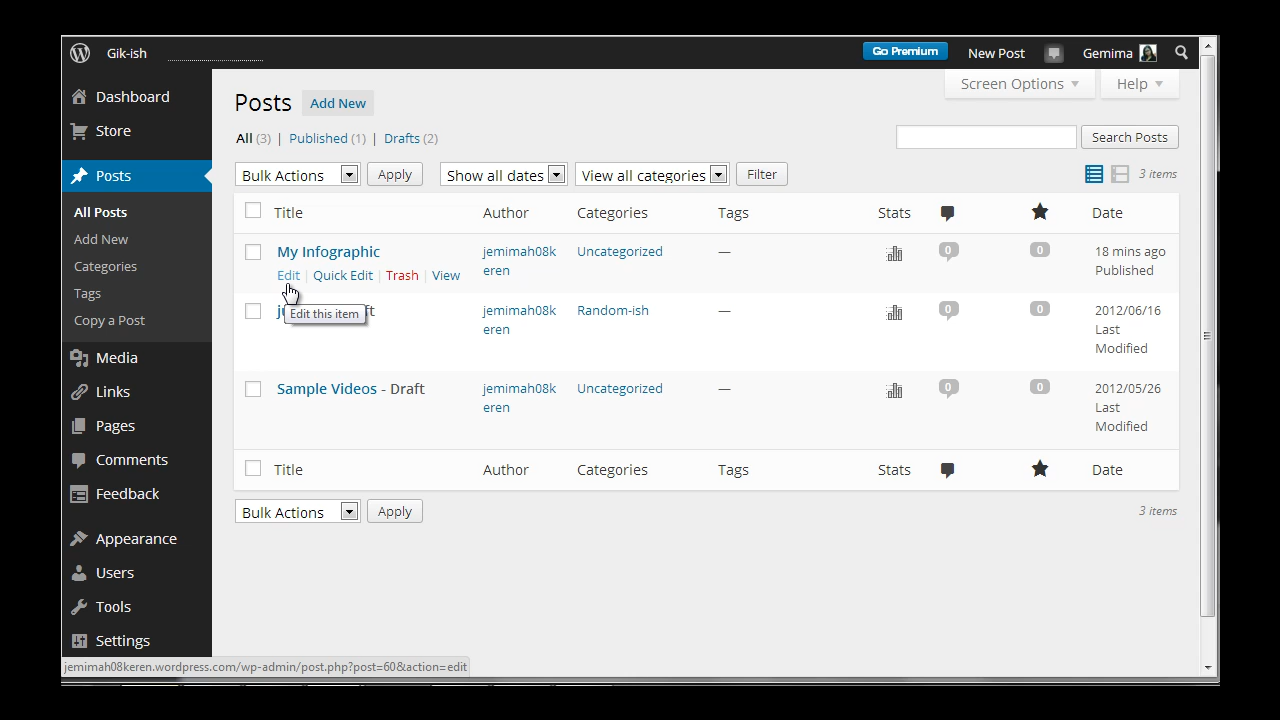 Gik-ish
Go Premium
New Post
Gemima
Screen Options
Help
Dashboard
Store
Posts
All Posts
Add New
Categories
Tags
Copy a Post
Media
Links
Pages
Comments
Feedback
Appearance
Users
Tools
Settings
Posts Add New
All (3) | Published (1) | Drafts (2)
Search Posts
Bulk Actions Apply Show all dates View all categories Filter 3 items
Title Author Categories Tags Stats Date
My Infographic jemimah08k Uncategorized — 0 0 18 mins ago
Edit | Quick Edit | Trash | View eren Published
Edit this item
jemimah08k Random-ish — 0 0 2012/06/16
eren Last
Modified
Sample Videos - Draft jemimah08k Uncategorized — 0 0 2012/05/26
eren Last
Modified
Title Author Categories Tags Stats Date
Bulk Actions Apply 3 items
jemimah08keren.wordpress.com/wp-admin/post.php?post=60&action=edit